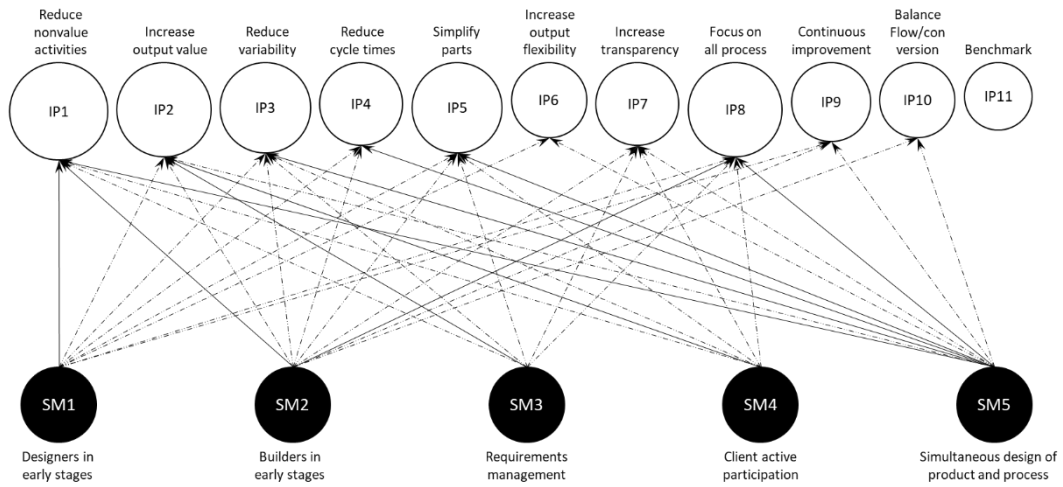 Reduce
nonvalue
activities
Increase
output value
Reduce
variability
Reduce
cycle times
Simplify
parts
Increase
output
flexibility
Increase
transparency
Focus on
all process
Continuous
improvement
Balance
Flow/con
version
Benchmark
IP1
IP2
IP3
IP4
IP5
IP6
IP7
IP8
IP9
IP10
IP11
SM1
SM2
SM3
SM4
SM5
Designers in
early stages
Builders in
early stages
Requirements
management
Client active
participation
Simultaneous design of
product and process